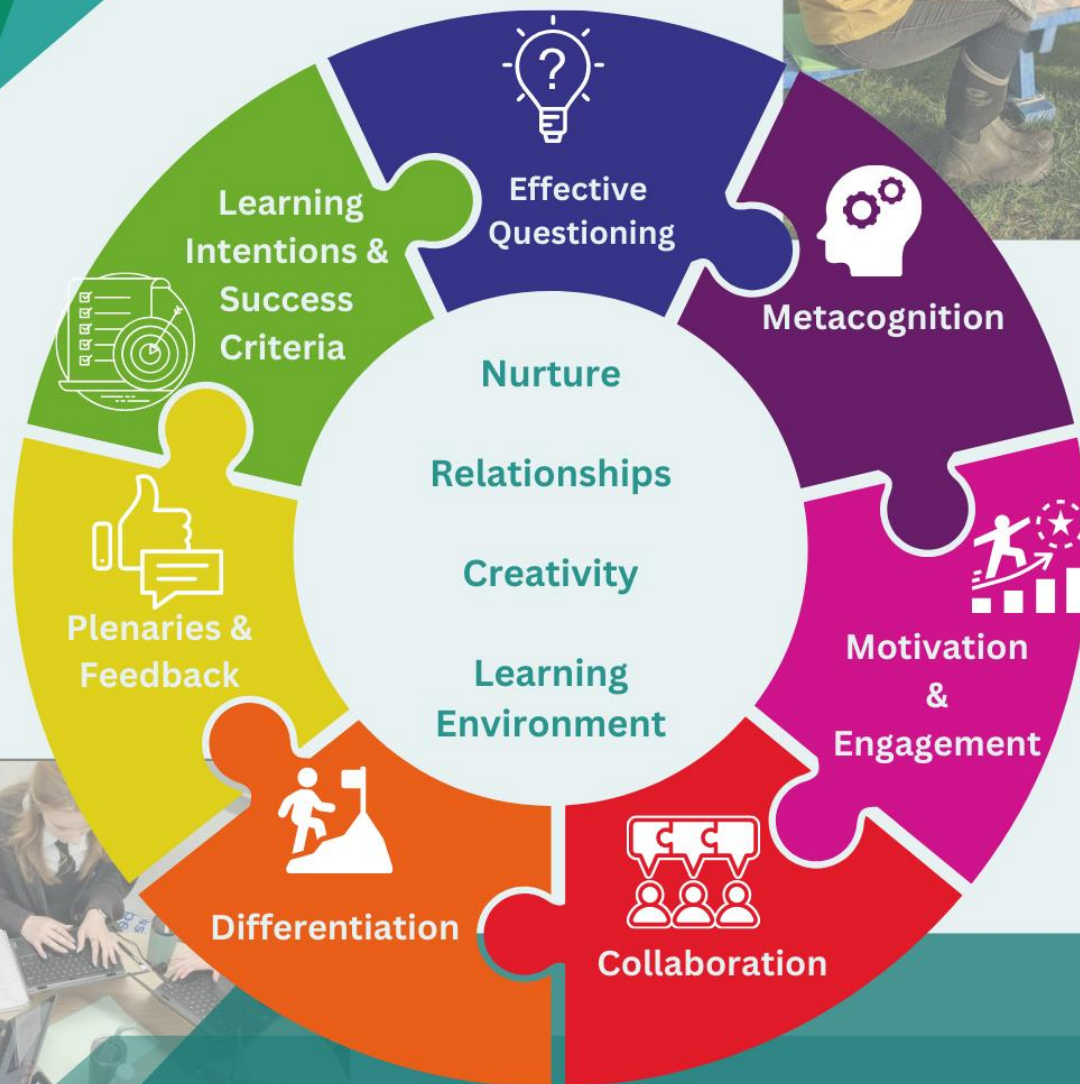 Effective
Questioning
Metacognition
Motivation
&
Engagement
Collaboration
Differentiation
Plenaries &
Feedback
Learning
Intentions &
Success
Criteria
Nurture
Relationships
Creativity
Learning
Environment
?